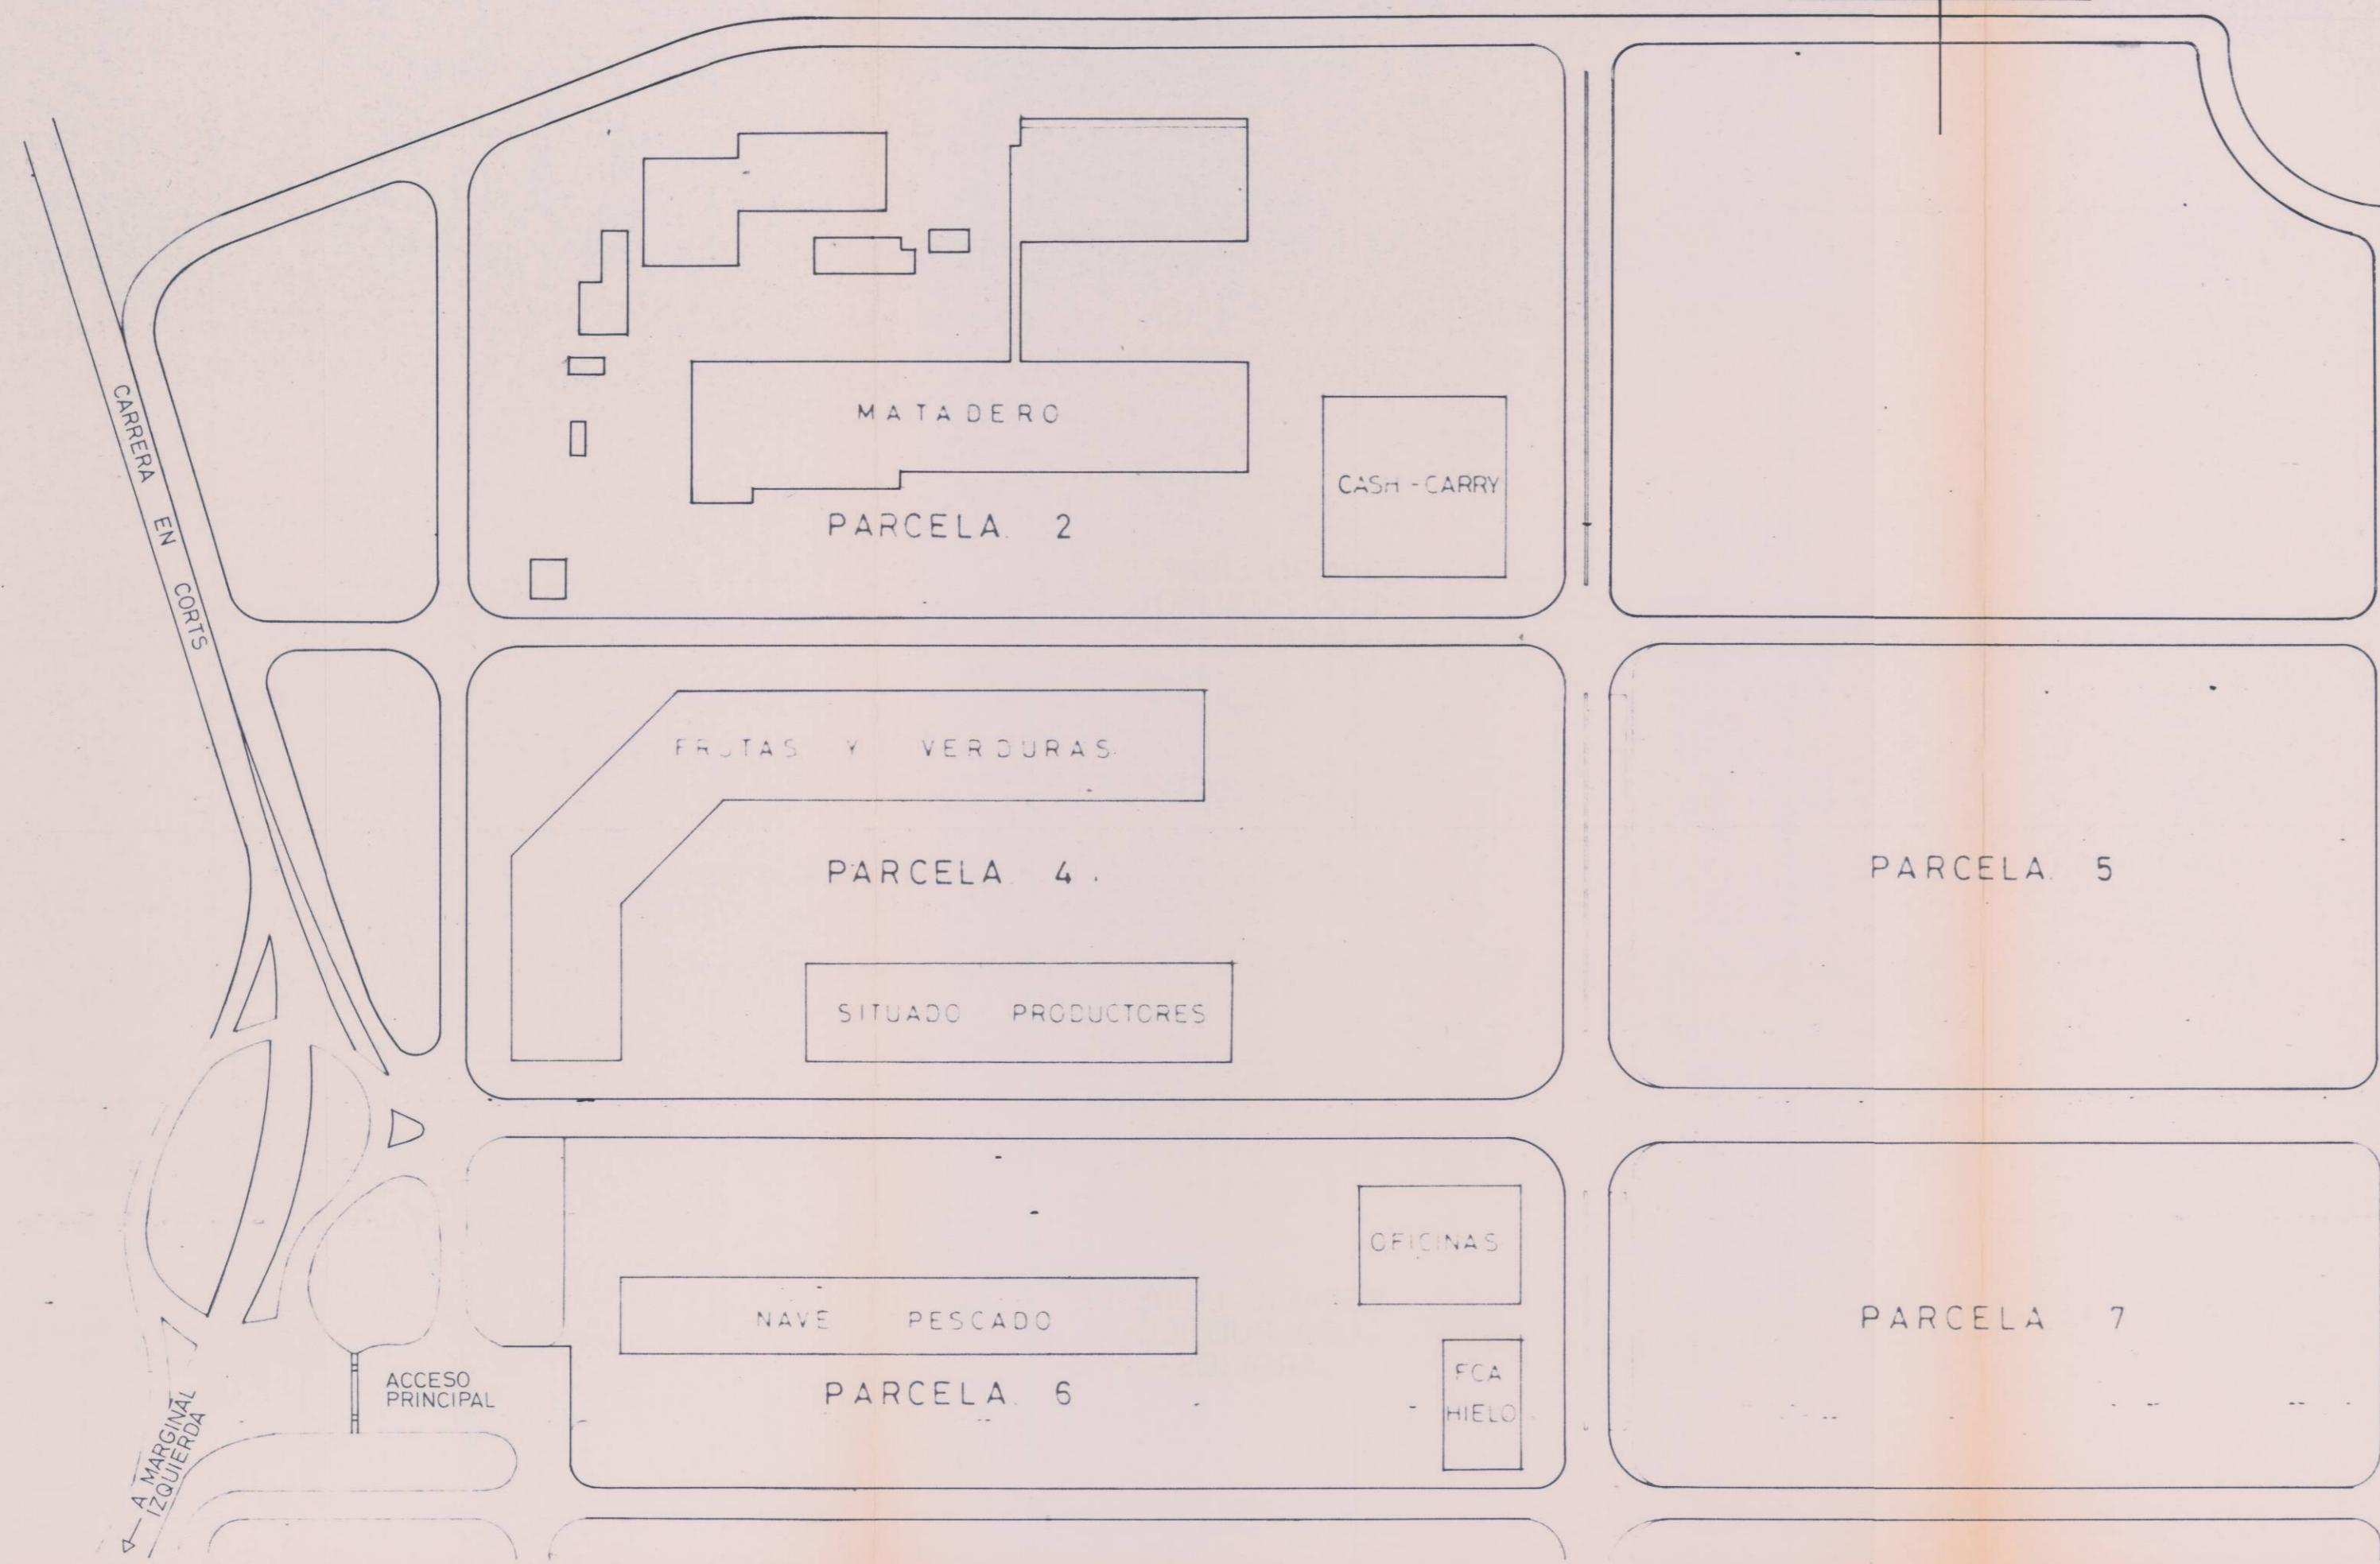 CARRERA EN CORTS
MATADERO
CASH-CARRY
PARCELA. 2
FRUTAS Y VERDURAS.
PARCELA 4.
PARCELA. 5
SITUADO PRODUCTORES
OFICINAS
NAVE PESCADO
PARCELA 7
FCA
HIELO
ACCESO
PRINCIPAL
PARCELA. 6
A MARGINAL
IZQUIERDA